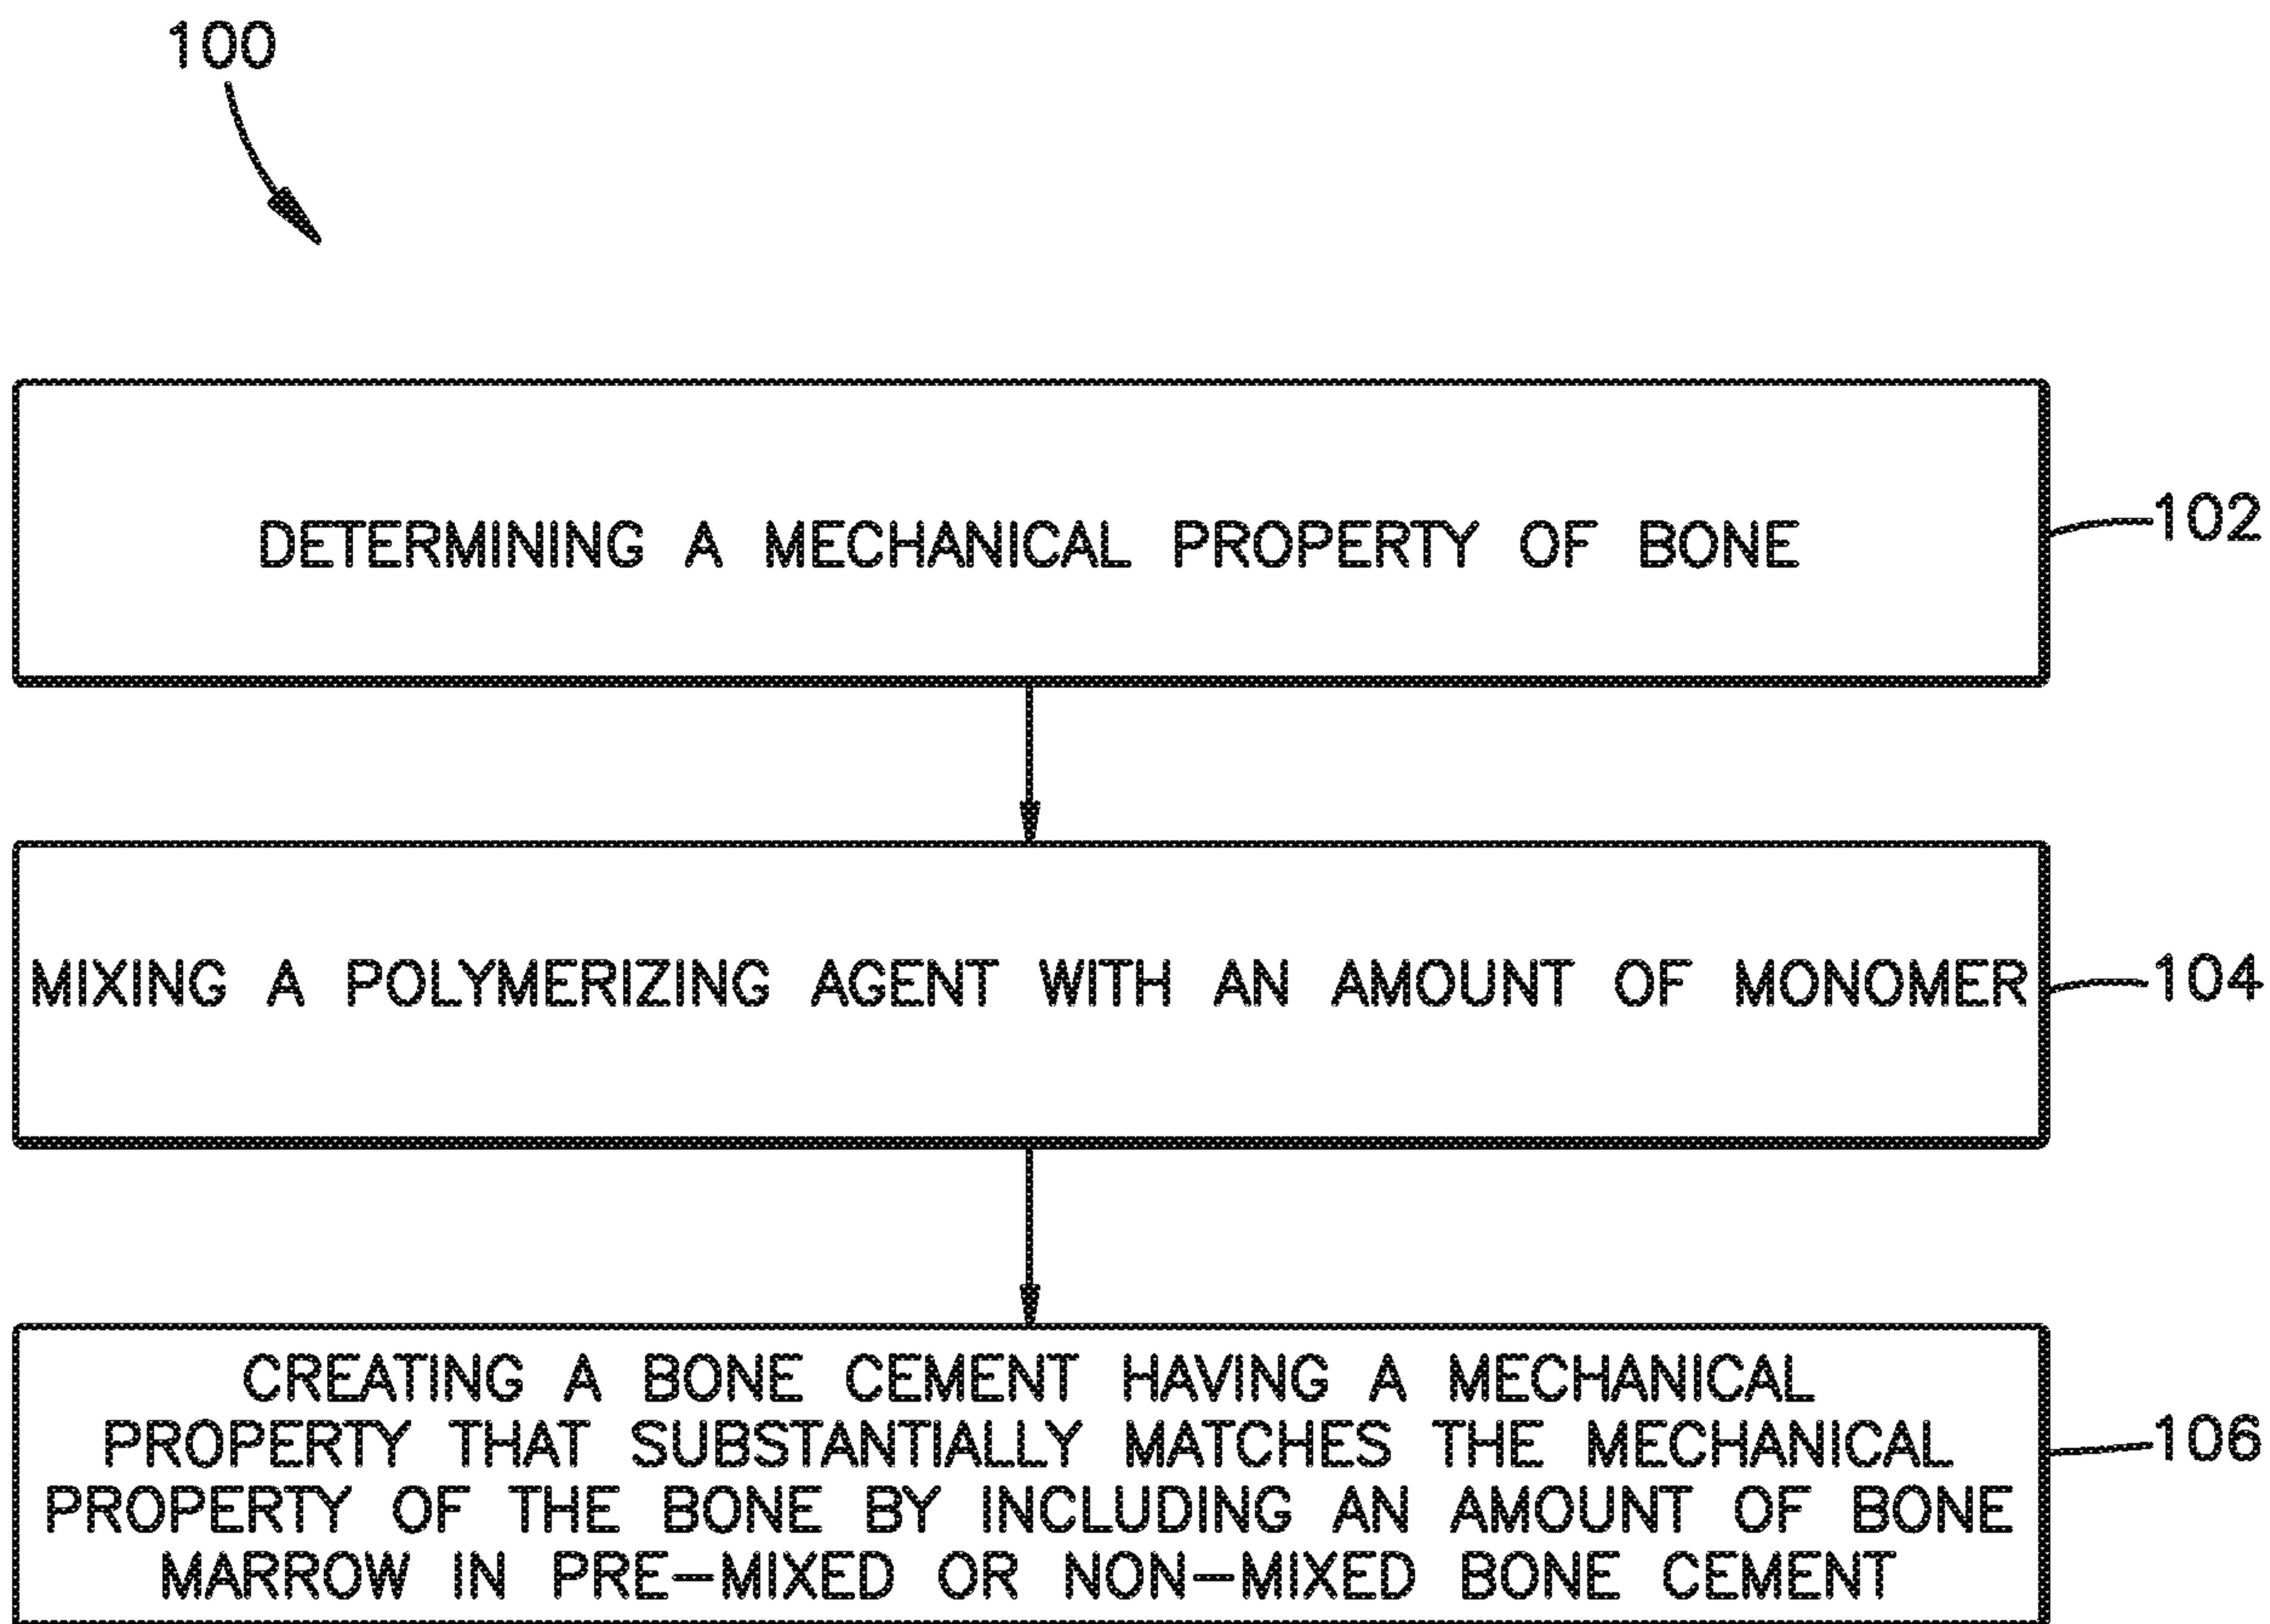 100
DETERMINING A MECHANICAL PROPERTY OF BONE
102
MIXING A POLYMERIZING AGENT WITH AN AMOUNT OF MONOMER
104
CREATING A BONE CEMENT HAVING A MECHANICAL
PROPERTY THAT SUBSTANTIALLY MATCHES THE MECHANICAL
PROPERTY OF THE BONE BY INCLUDING AN AMOUNT OF BONE
MARROW IN PRE-MIXED OR NON-MIXED BONE CEMENT
106